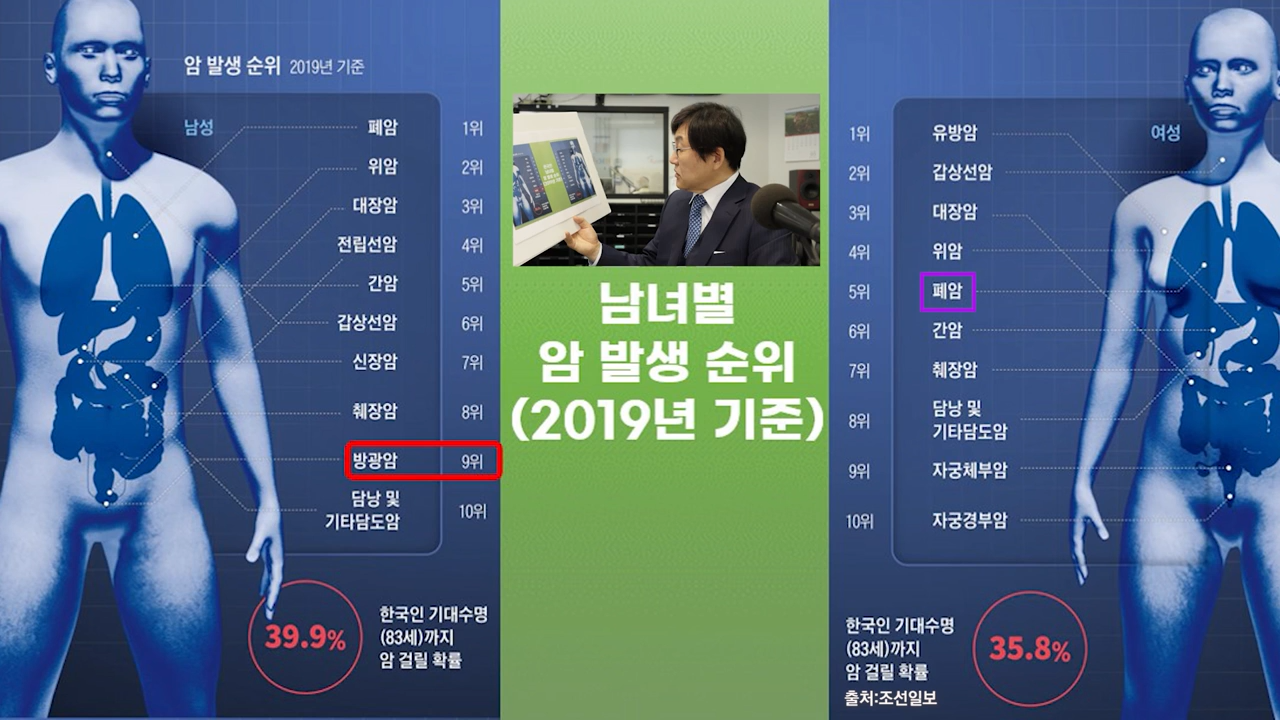 암 발생 순위 2019년 기준
남성
폐암 1위
위암 2위
대장암 3위
전립선암 4위
간암 5위
갑상선암 6위
신장암 7위
췌장암 8위
방광암 9위
담낭 및
기타담도암 10위
39.9%
한국인 기대수명
(83세)까지
암 걸릴 확률
남녀별
암 발생 순위
(2019년 기준)
여성
1위 유방암
2위 갑상선암
3위 대장암
4위 위암
5위 폐암
6위 간암
7위 췌장암
8위 담낭 및
기타담도암
9위 자궁체부암
10위 자궁경부암
한국인 기대수명
(83세)까지
암 걸릴 확률
35.8%
출처:조선일보